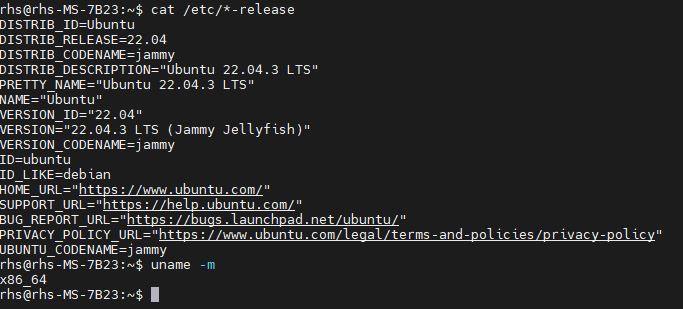 rhs@rhs-MS-7B23:~$ cat /etc/*-release
DISTRIB_ID=Ubuntu
DISTRIB_RELEASE=22.04
DISTRIB_CODENAME=jammy
DISTRIB_DESCRIPTION="Ubuntu 22.04.3 LTS"
PRETTY_NAME="Ubuntu 22.04.3 LTS"
NAME="Ubuntu"
VERSION_ID="22.04"
VERSION="22.04.3 LTS (Jammy Jellyfish)"
VERSION_CODENAME=jammy
ID=ubuntu
ID_LIKE=debian
HOME_URL="https://www.ubuntu.com/"
SUPPORT_URL="https://help.ubuntu.com/"
BUG_REPORT_URL="https://bugs.launchpad.net/ubuntu/"
PRIVACY_POLICY_URL="https://www.ubuntu.com/legal/terms-and-policies/privacy-policy"
UBUNTU_CODENAME=jammy
rhs@rhs-MS-7B23:~$ uname -m
x86_64
rhs@rhs-MS-7B23:~$